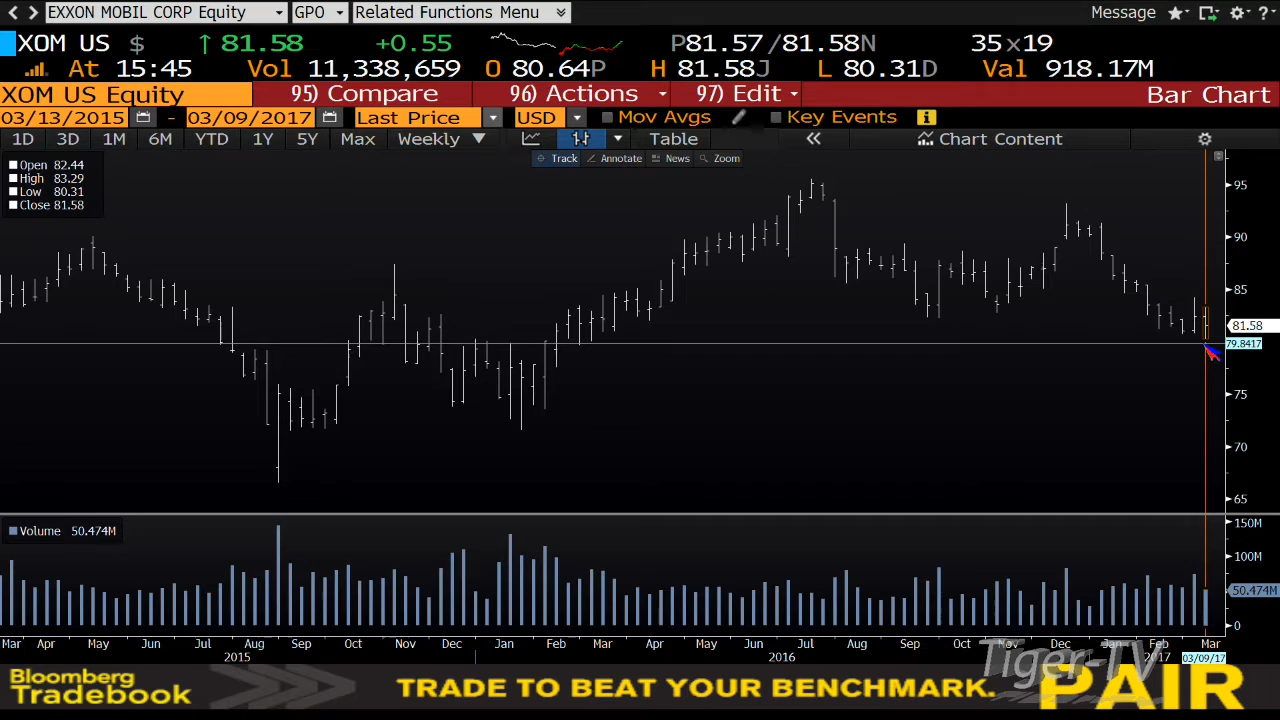 EXXON MOBIL CORP Equity GPO Related Functions Menu Message
XOM US $ ↑ 81.58 +0.55 P81.57 /81.58N 35x19
At 15:45 Vol 11,338,659 O 80.64P H 81.58J L 80.31D Val 918.17M
XOM US Equity 95) Compare 96) Actions 97) Edit Bar Chart
03/13/2015 - 03/09/2017 Last Price USD Mov Avgs Key Events
1D 3D 1M 6M YTD 1Y 5Y Max Weekly ▼ Table « Chart Content
Track Annotate News Zoom
Open 82.44
High 83.29
Low 80.31
Close 81.58
95
90
85
81.58
79.8417
75
70
65
Volume 50.474M
150M
100M
50.474M
0
Mar Apr May Jun Jul Aug Sep Oct Nov Dec Jan Feb Mar Apr May Jun Jul Aug Sep Oct Nov Dec Jan Feb Mar
2015 2016 2017 03/09/17
Tiger-TV
Bloomberg
Tradebook
TRADE TO BEAT YOUR BENCHMARK.
PAIR